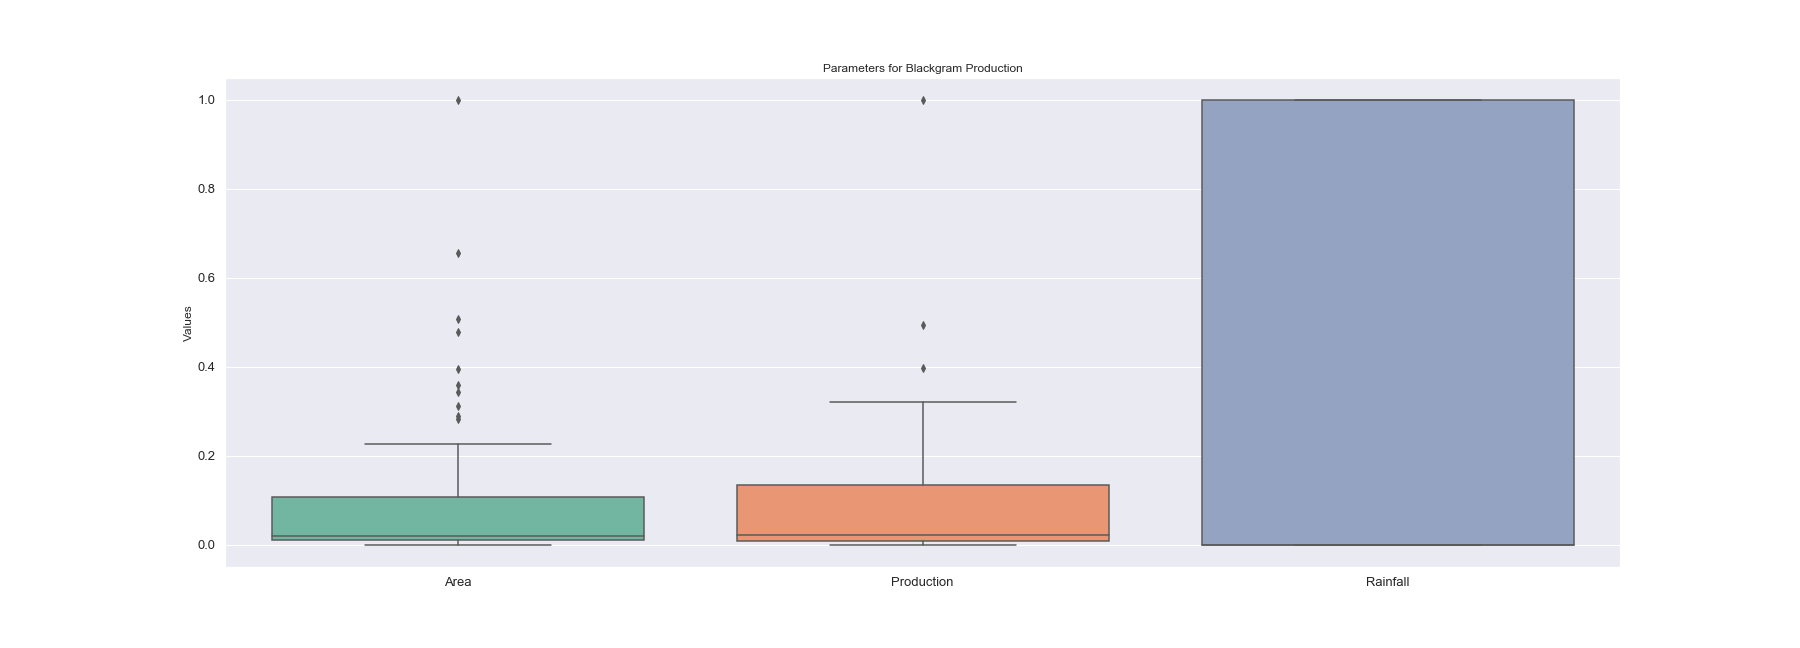 Parameters for Blackgram Production
1.0
0.8
0.6
0.4
0.2
0.0
Values
Area
Production
Rainfall